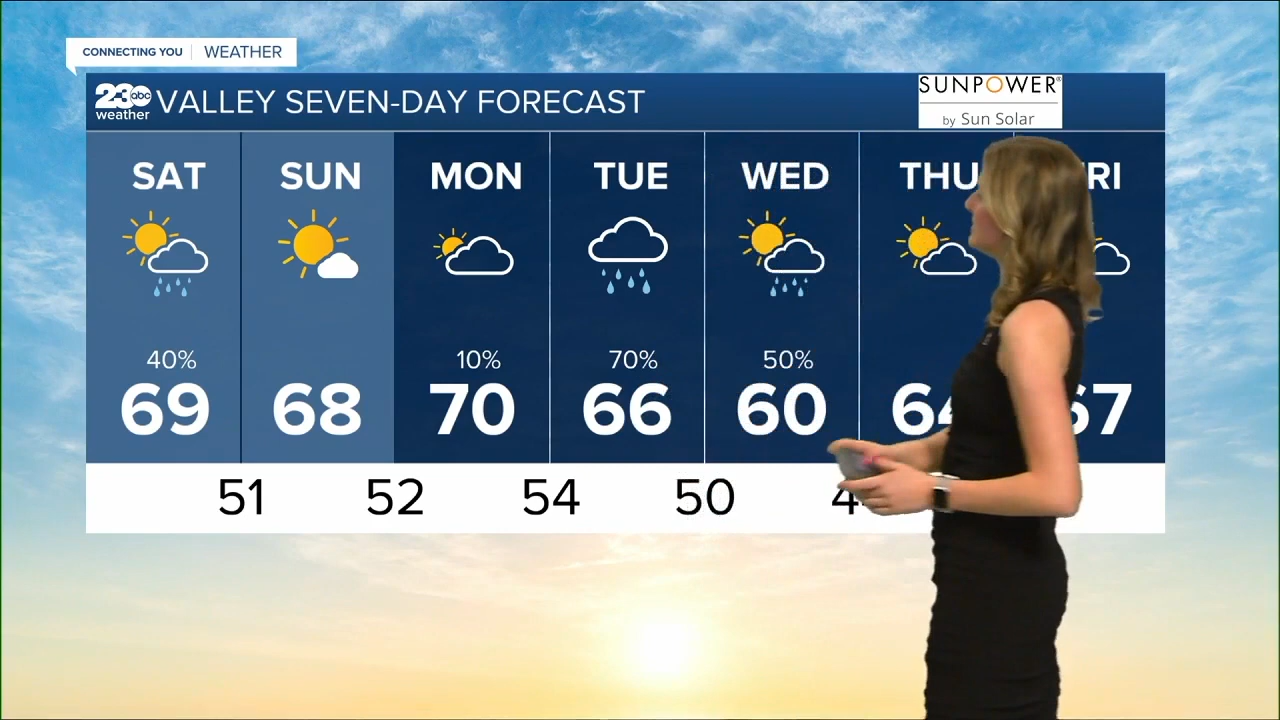 CONNECTING YOU WEATHER
23 abc weather
VALLEY SEVEN-DAY FORECAST
SUNPOWER®
by Sun Solar
SAT SUN MON TUE WED THU
40% 10% 70% 50%
69 68 70 66 60
51 52 54 50